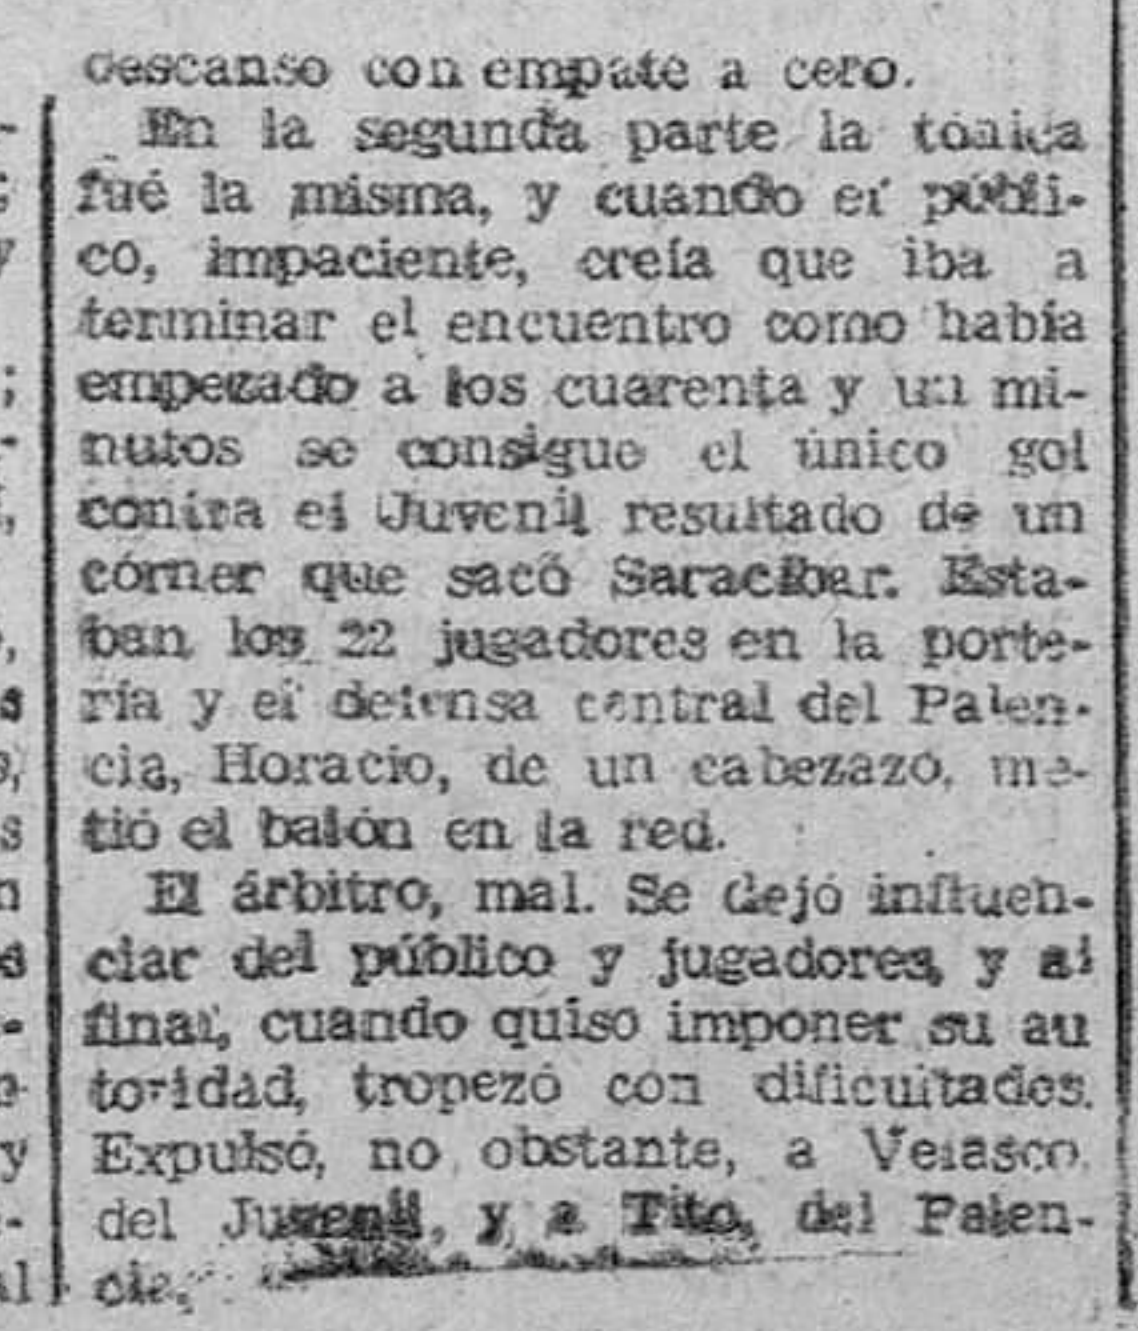 descanso con empate a cero.
En la segunda parte la tónica
fué la misma, y cuando el públi-
co, impaciente, creía que iba a
terminar el encuentro como había
empezado a los cuarenta y un mi-
nutos se consigue el único gol
contra el Juvenil resultado de un
córner que sacó Saracibar. Esta-
ban los 22 jugadores en la porte-
ría y el defensa central del Palen-
cia, Horacio, de un cabezazo, me-
tió el balón en la red.
El árbitro, mal. Se dejó influen-
ciar del público y jugadores, y al
final, cuando quiso imponer su au
toridad, tropezó con dificultades.
Expulsó, no obstante, a Velasco.
del Juvenil, y a Tito, del Palen-
cia.